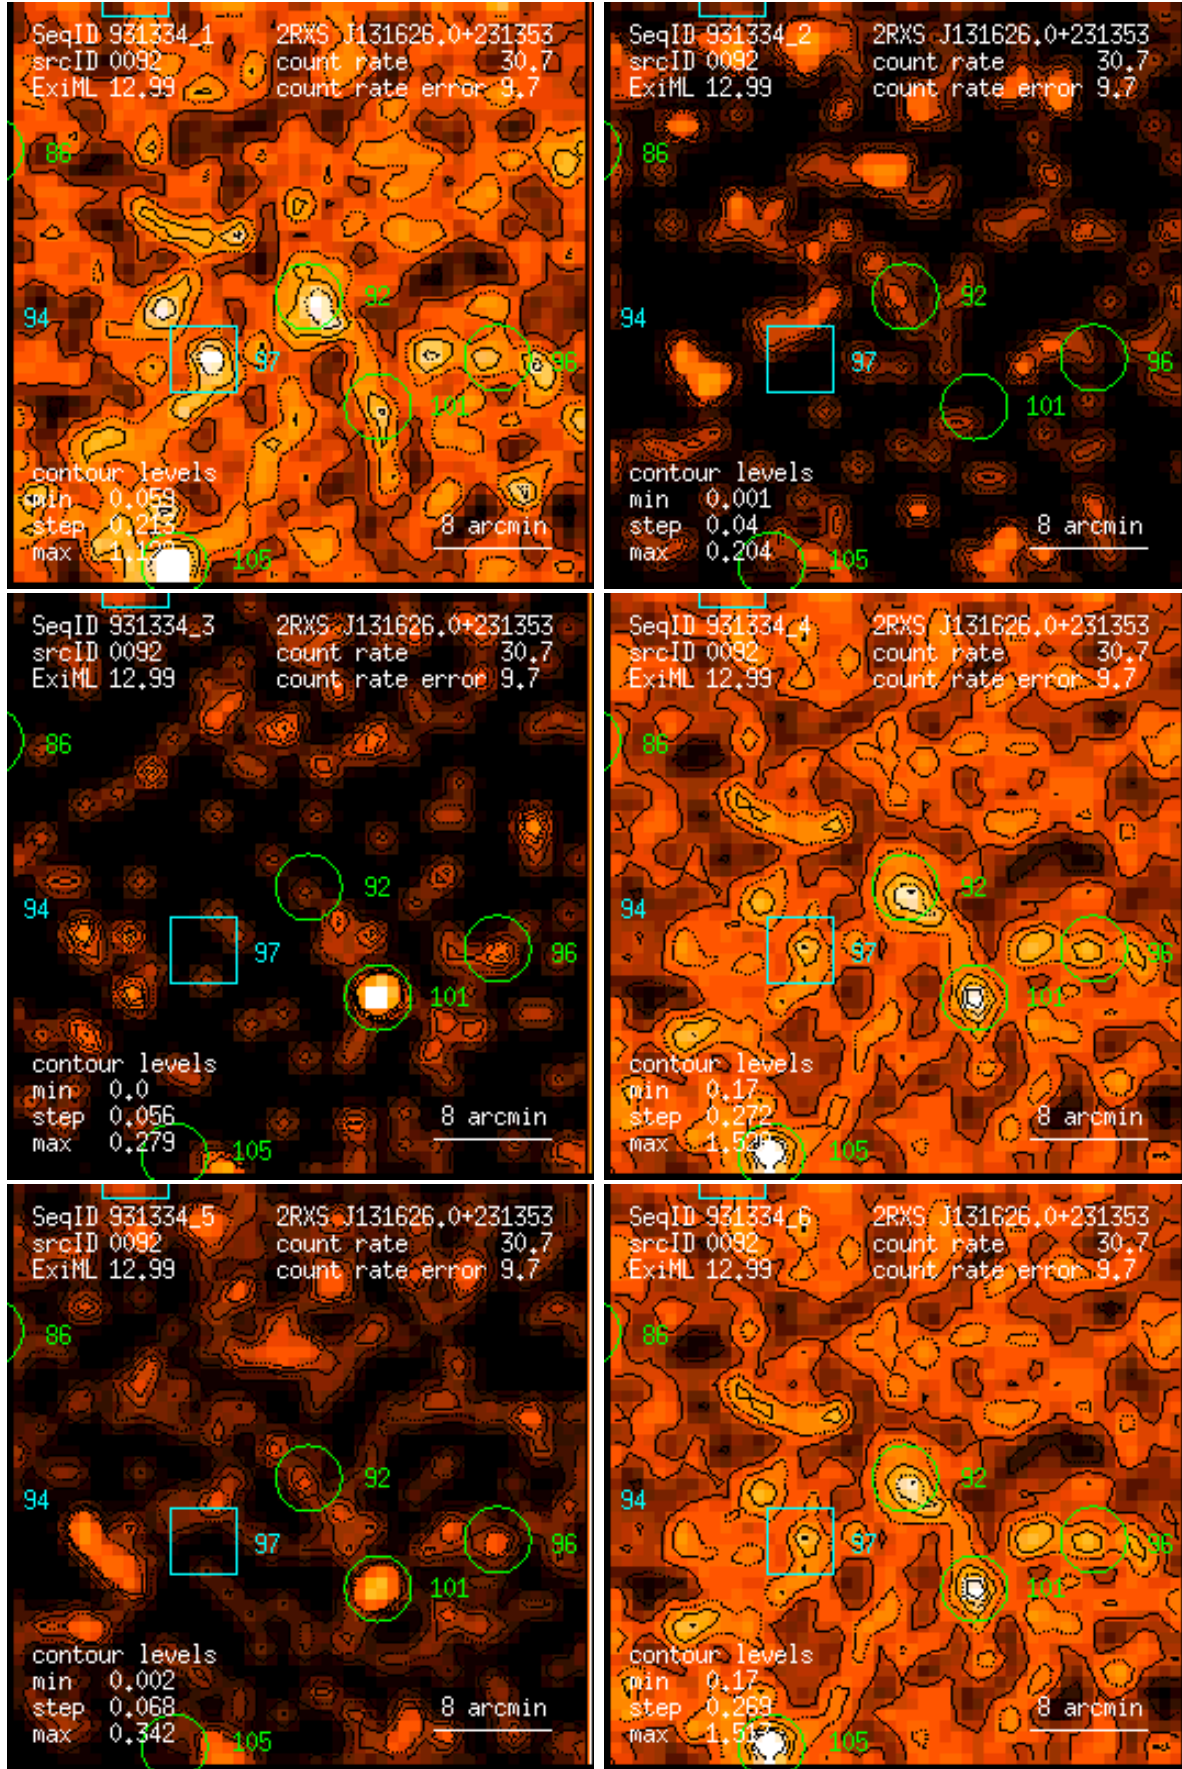 SeqID 931334_1 2RXS J131626.0+231353
srcID 0092 count rate 30.7
ExiML 12.99 count rate error 9.7
86
92
94
97
96
101
contour levels
min 0.059
step 0.213
max
8 arcmin
105
SeqID 931334_2 2RXS J131626.0+231353
srcID 0092 count rate 30.7
ExiML 12.99 count rate error 9.7
86
92
94
97
96
101
contour levels
min 0.001
step 0.04
max 0.204
8 arcmin
105
SeqID 931334_3 2RXS J131626.0+231353
srcID 0092 count rate 30.7
ExiML 12.99 count rate error 9.7
86
92
94
97
96
101
contour levels
min 0.0
step 0.056
max 0.279
8 arcmin
105
SeqID 931334_4 2RXS J131626.0+231353
srcID 0092 count rate 30.7
ExiML 12.99 count rate error 9.7
86
92
94
97
96
101
contour levels
min 0.17
step 0.272
max
8 arcmin
105
SeqID 931334_5 2RXS J131626.0+231353
srcID 0092 count rate 30.7
ExiML 12.99 count rate error 9.7
86
92
94
97
96
101
contour levels
min 0.002
step 0.068
max 0.342
8 arcmin
105
SeqID 931334_6 2RXS J131626.0+231353
srcID 0092 count rate 30.7
ExiML 12.99 count rate error 9.7
86
92
94
97
96
101
contour levels
min 0.17
step 0.269
max
8 arcmin
105